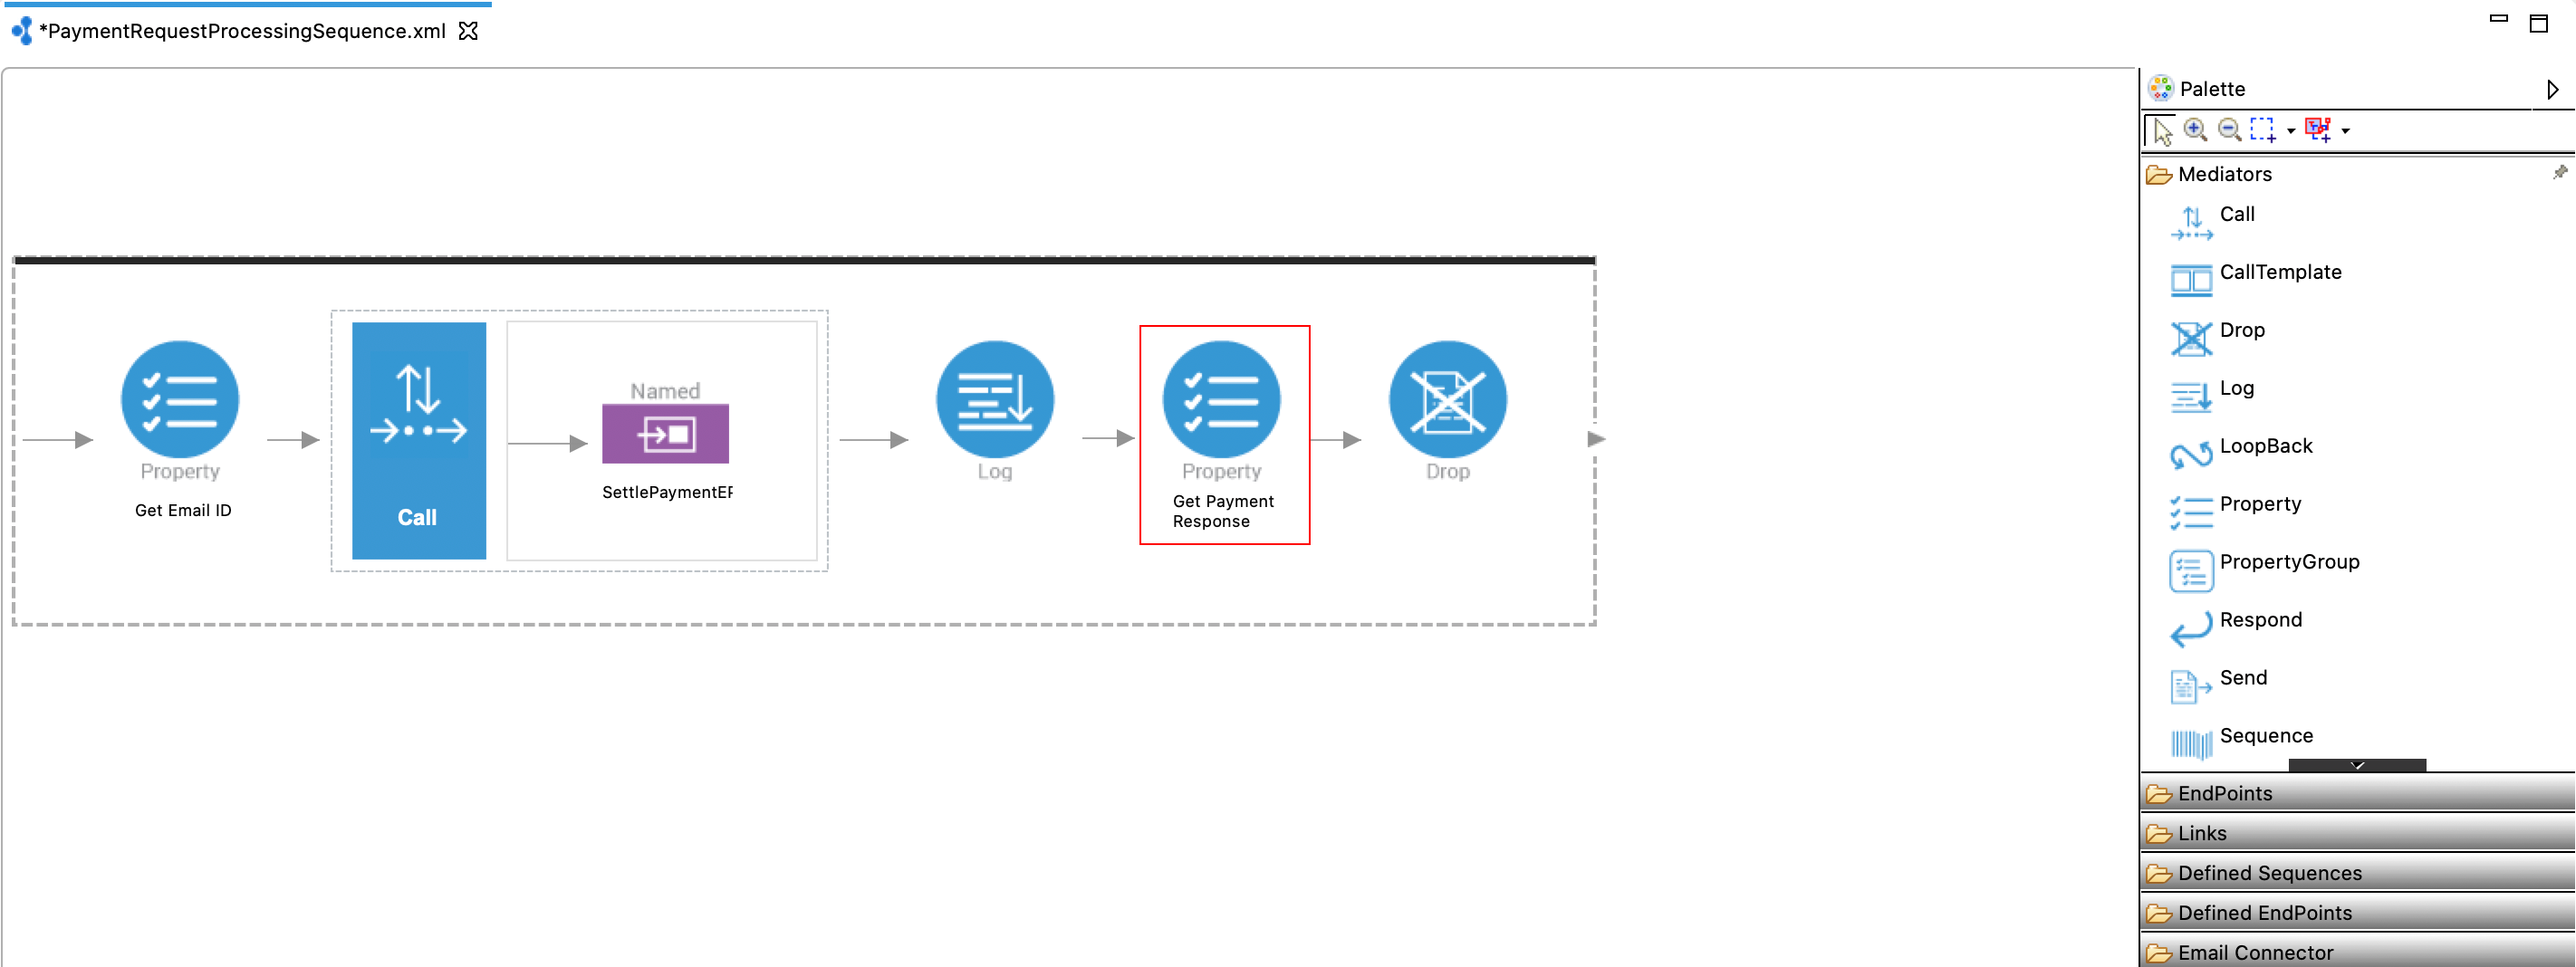 *PaymentRequestProcessingSequence.xml
Property
Get Email ID
Call
Named
SettlePaymentEF
Log
Property
Get Payment
Response
Drop
Palette
Mediators
Call
CallTemplate
Drop
Log
LoopBack
Property
PropertyGroup
Respond
Send
Sequence
EndPoints
Links
Defined Sequences
Defined EndPoints
Email Connector